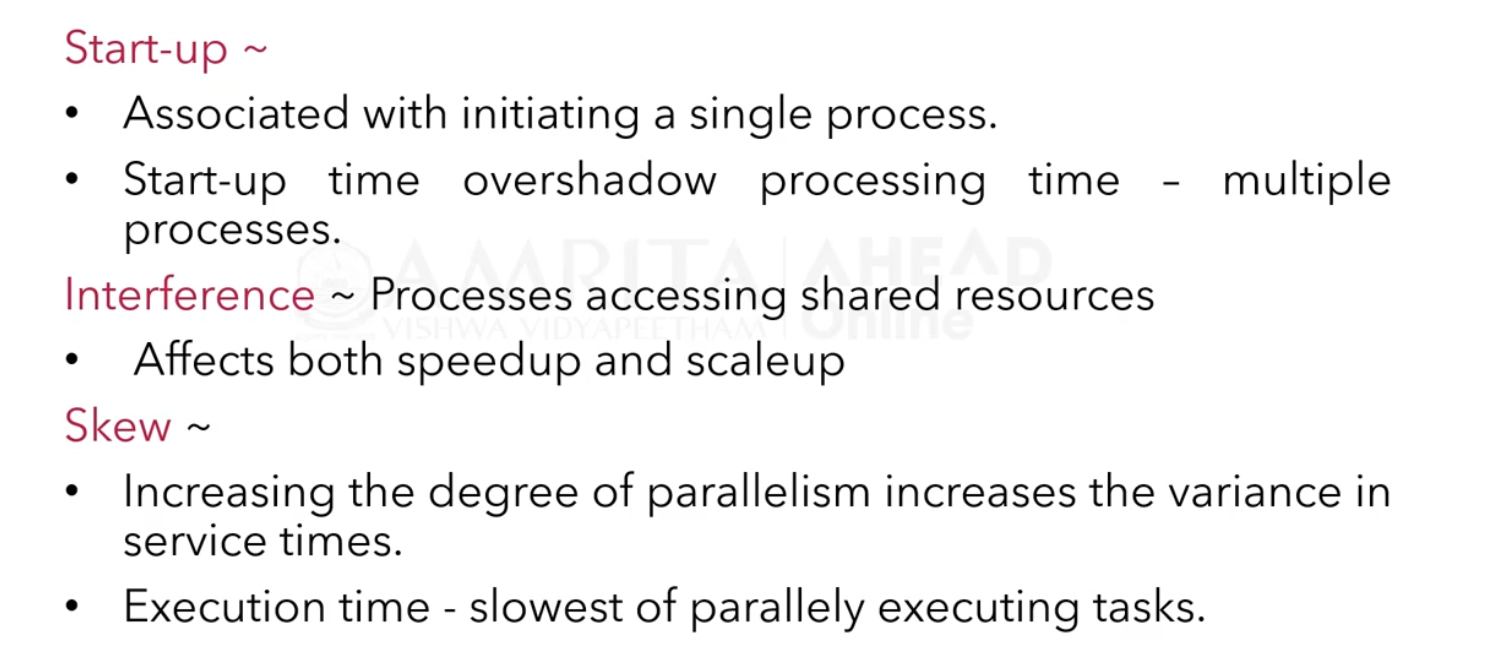 Start-up ~
• Associated with initiating a single process.
• Start-up time overshadow processing time – multiple
processes.
AMRITA AHEAD
Interference ~ Processes accessing shared resources
VISHWA VIDYAPEETHAM Online
• Affects both speedup and scaleup
Skew ~
• Increasing the degree of parallelism increases the variance in
service times.
• Execution time - slowest of parallely executing tasks.